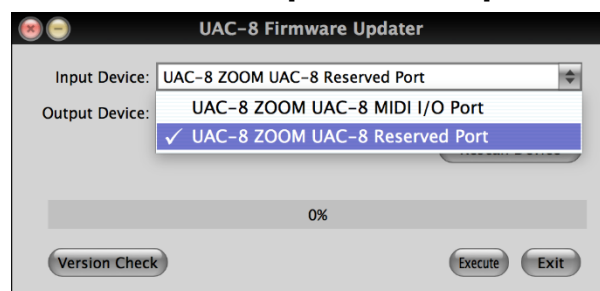 UAC-8 Firmware Updater
Input Device: UAC-8 ZOOM UAC-8 Reserved Port
Output Device: UAC-8 ZOOM UAC-8 MIDI I/O Port
✓ UAC-8 ZOOM UAC-8 Reserved Port
0%
Version Check Execute Exit